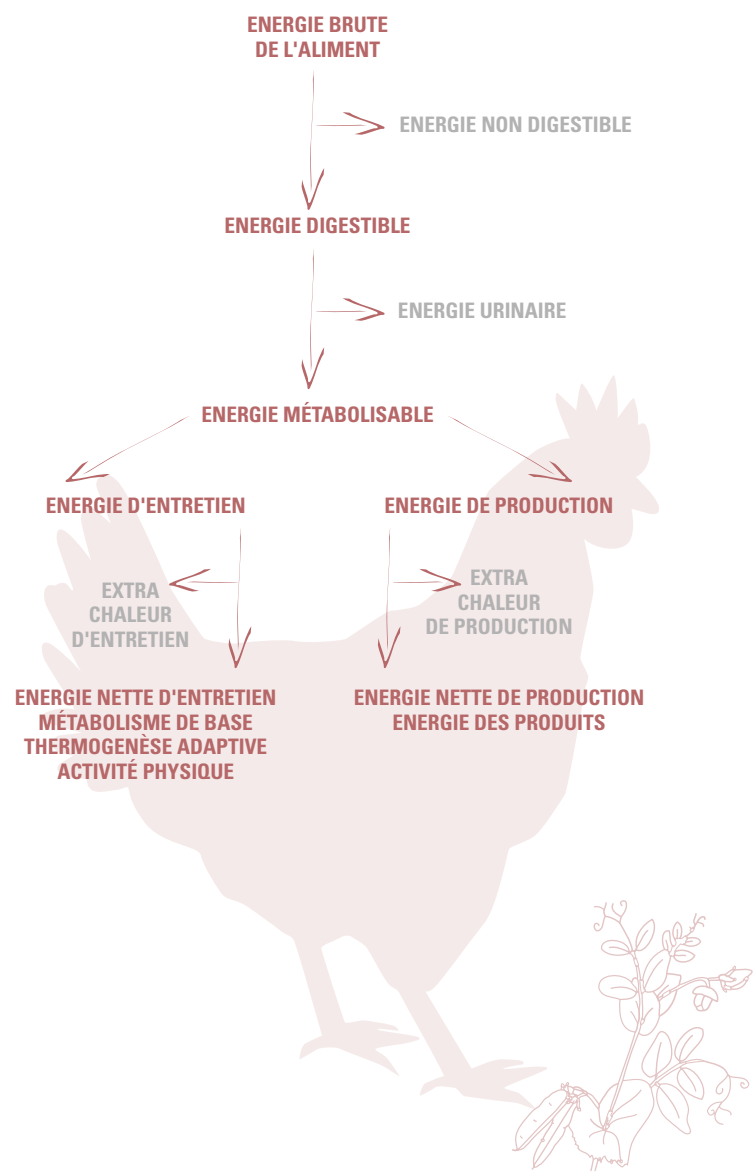 ENERGIE BRUTE
DE L'ALIMENT
ENERGIE NON DIGESTIBLE
ENERGIE DIGESTIBLE
ENERGIE URINAIRE
ENERGIE MÉTABOLISABLE
ENERGIE D'ENTRETIEN
ENERGIE DE PRODUCTION
EXTRA
CHALEUR
D'ENTRETIEN
EXTRA
CHALEUR
DE PRODUCTION
ENERGIE NETTE D'ENTRETIEN
MÉTABOLISME DE BASE
THERMOGENÈSE ADAPTIVE
ACTIVITÉ PHYSIQUE
ENERGIE NETTE DE PRODUCTION
ENERGIE DES PRODUITS